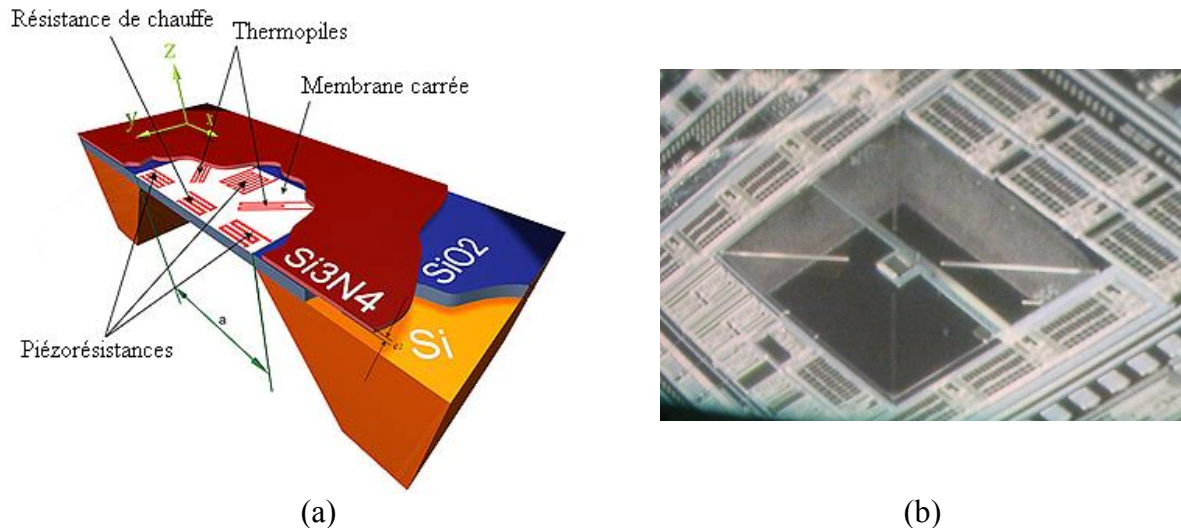 Résistance de chauffe
Thermopiles
Membrane carrée
z
y
x
Si3N4
SiO2
Si
a
Piézorésistances
(a)
(b)